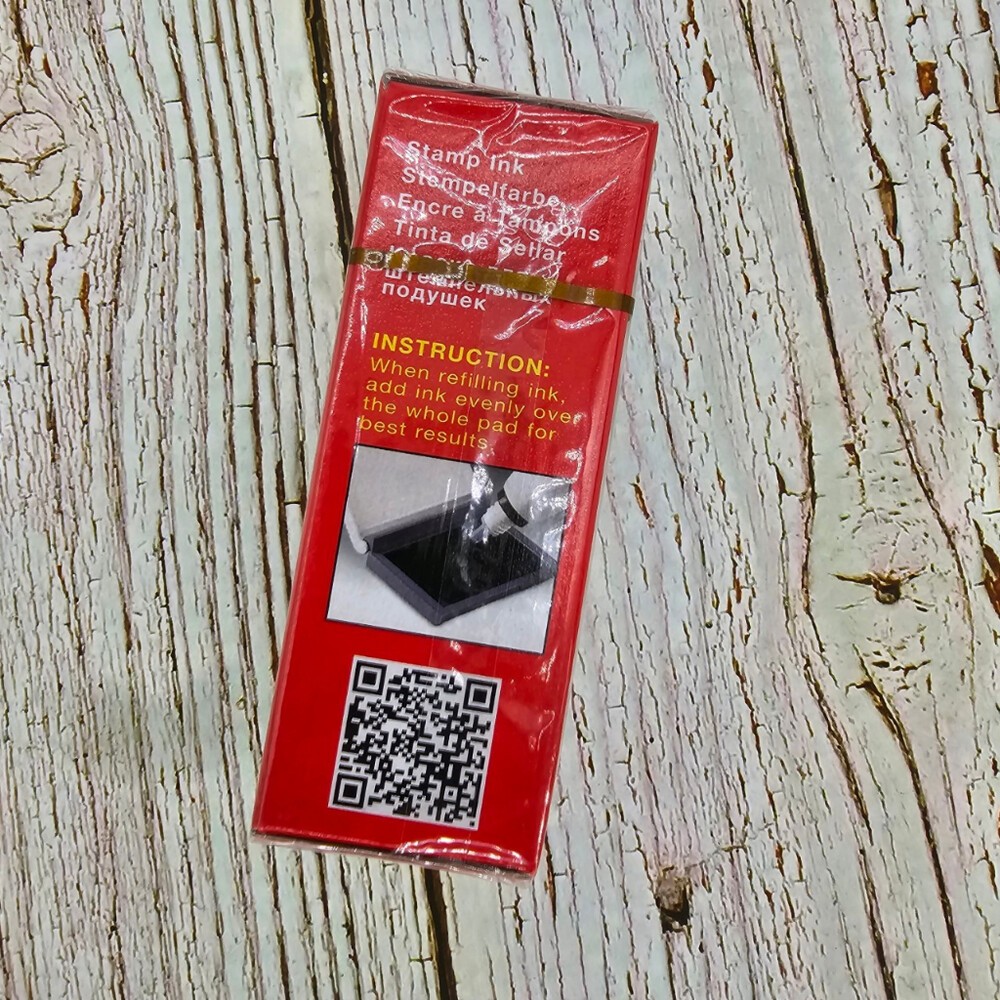 Stamp Ink
Stempelfarbe
Encre à Tampons
Tinta de Sellar
штемпельных
подушек
INSTRUCTION:
When refilling ink,
add ink evenly over
the whole pad for
best results.